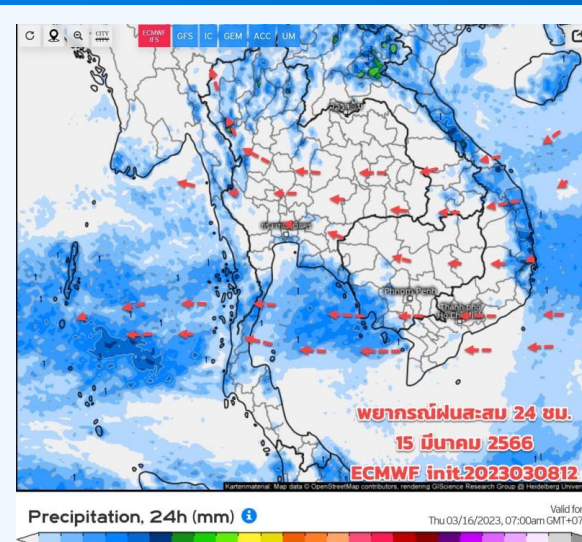 CITY
CITY
ECMWF
IFS
GFS
IC
GEM
ACC
UM
Phnom Penh
พยากรณ์ฝนสะสม 24 ชม.
15 มีนาคม 2566
ECMWF init.2023030812
Kartenmaterial: Map data © OpenStreetMap contributors, rendering GIScience Research Group @ Heidelberg Univer
Precipitation, 24h (mm)
Valid for
Thu 03/16/2023, 07:00am GMT+07